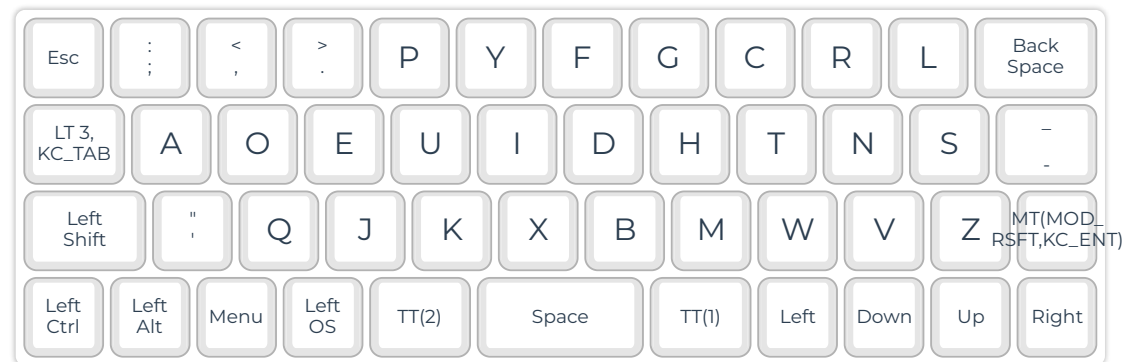 Esc : ; < , > . P Y F G C R L Back Space
LT 3, KC_TAB A O E U I D H T N S _ -
Left Shift " ' Q J K X B M W V Z MT(MOD_ RSFT,KC_ENT)
Left Ctrl Left Alt Menu Left OS TT(2) Space TT(1) Left Down Up Right